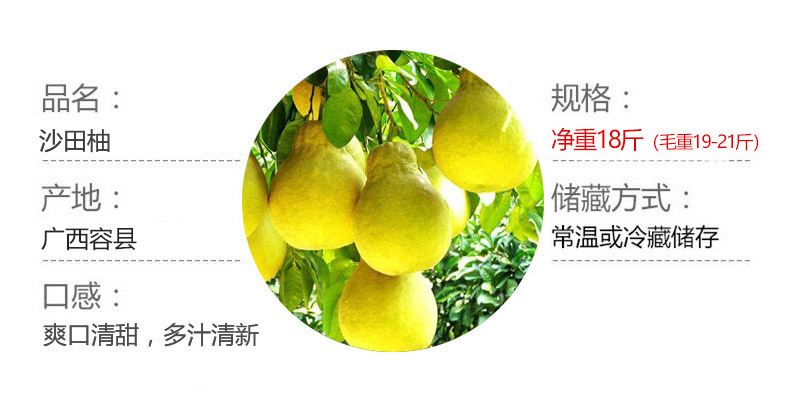 品名：
沙田柚
产地：
广西容县
口感：
爽口清甜，多汁清新
规格：
净重18斤（毛重19-21斤）
储藏方式：
常温或冷藏储存